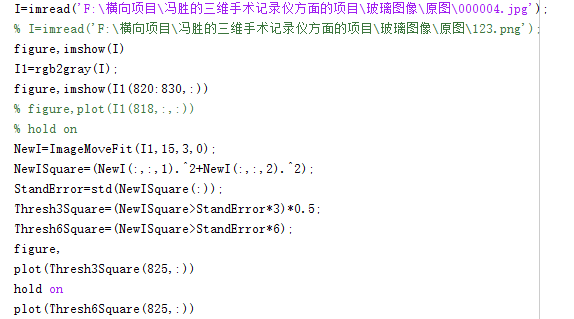 I=imread('F:\横向项目\冯胜的三维手术记录仪方面的项目\玻璃图像\原图\000004.jpg');
% I=imread('F:\横向项目\冯胜的三维手术记录仪方面的项目\玻璃图像\原图\123.png');
figure,imshow(I)
I1=rgb2gray(I);
figure,imshow(I1(820:830,:))
% figure,plot(I1(818,:,:))
% hold on
NewI=ImageMoveFit(I1,15,3,0);
NewISquare=(NewI(:,:,1).^2+NewI(:,:,2).^2);
StandError=std(NewISquare(:));
Thresh3Square=(NewISquare>StandError*3)*0.5;
Thresh6Square=(NewISquare>StandError*6);
figure,
plot(Thresh3Square(825,:))
hold on
plot(Thresh6Square(825,:))